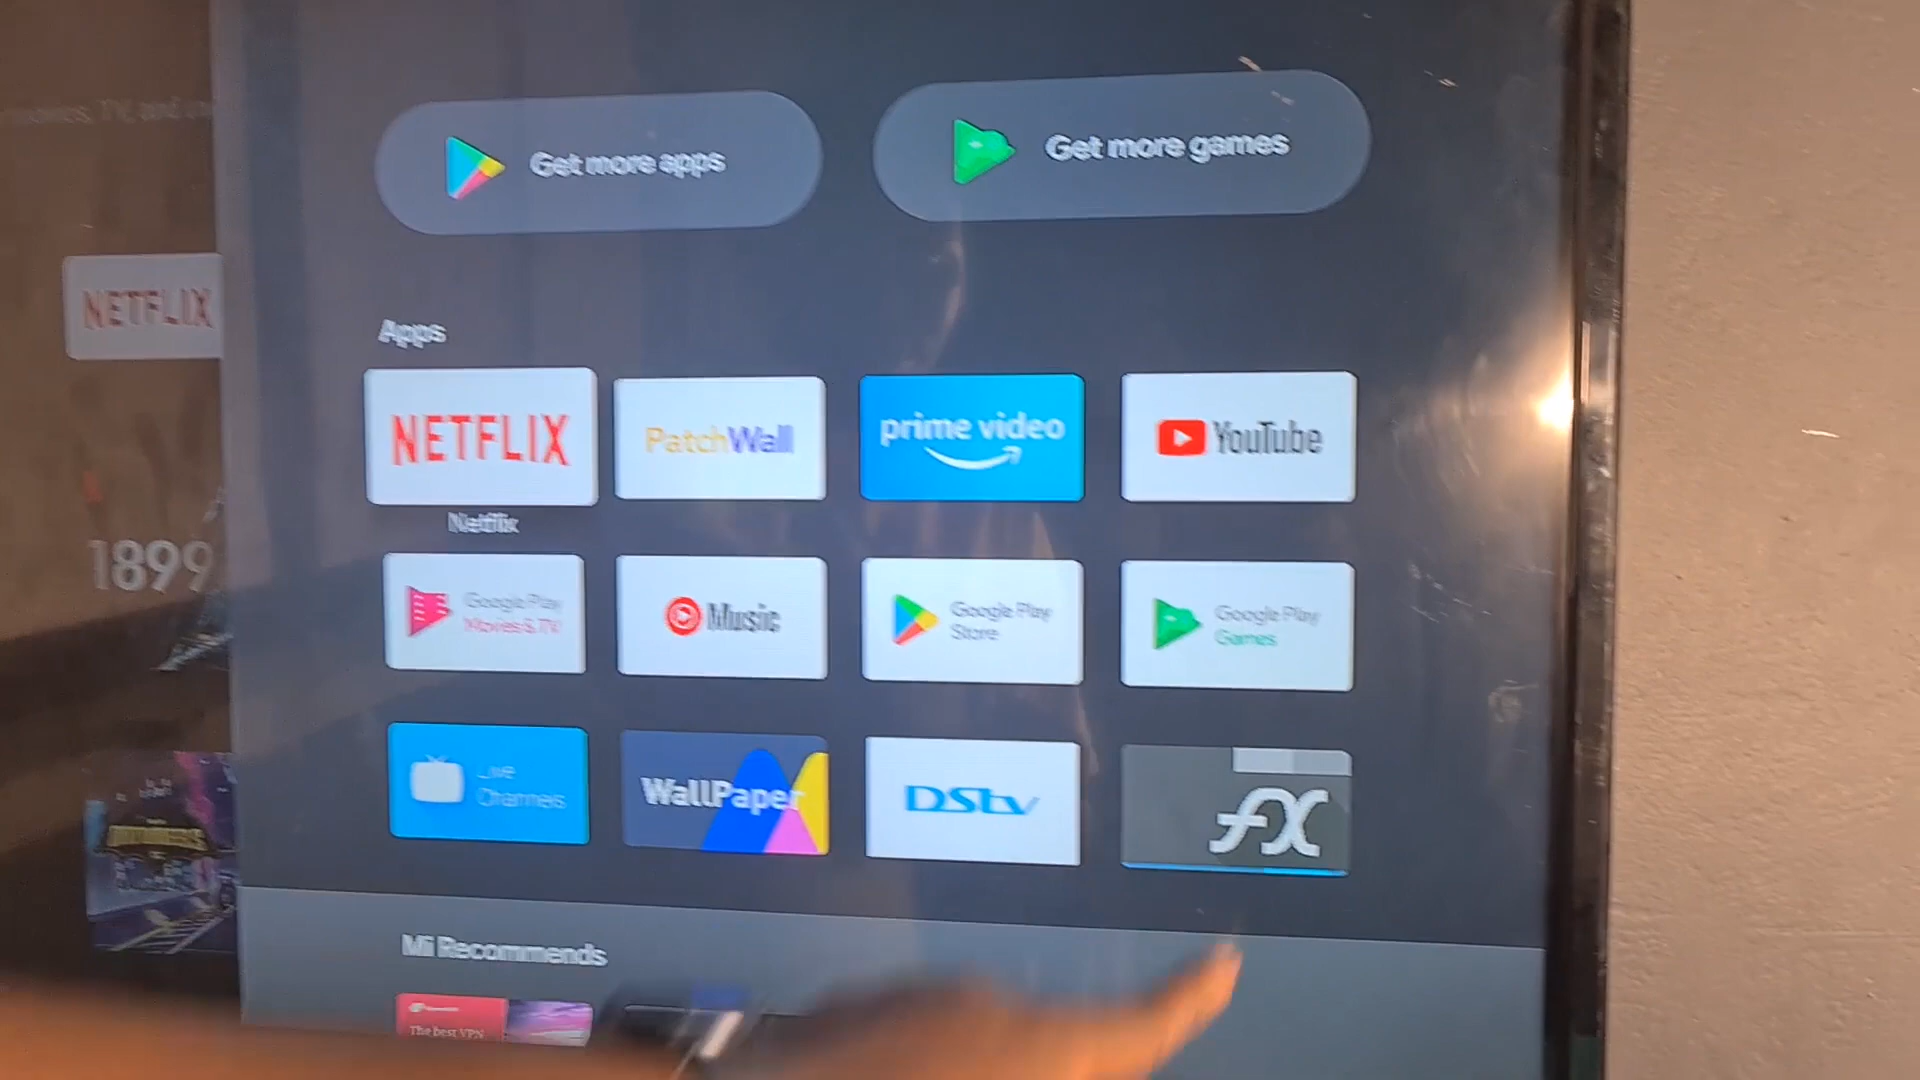 Get more apps
Get more games
NETFLIX
Apps
NETFLIX
PatchWall
prime video
YouTube
Netflix
Google Play
Movies & TV
Music
Google Play
Store
Google Play
Games
1899
Live
Channels
WallPaper
DStv
fX
Mi Recommends
The best VPN